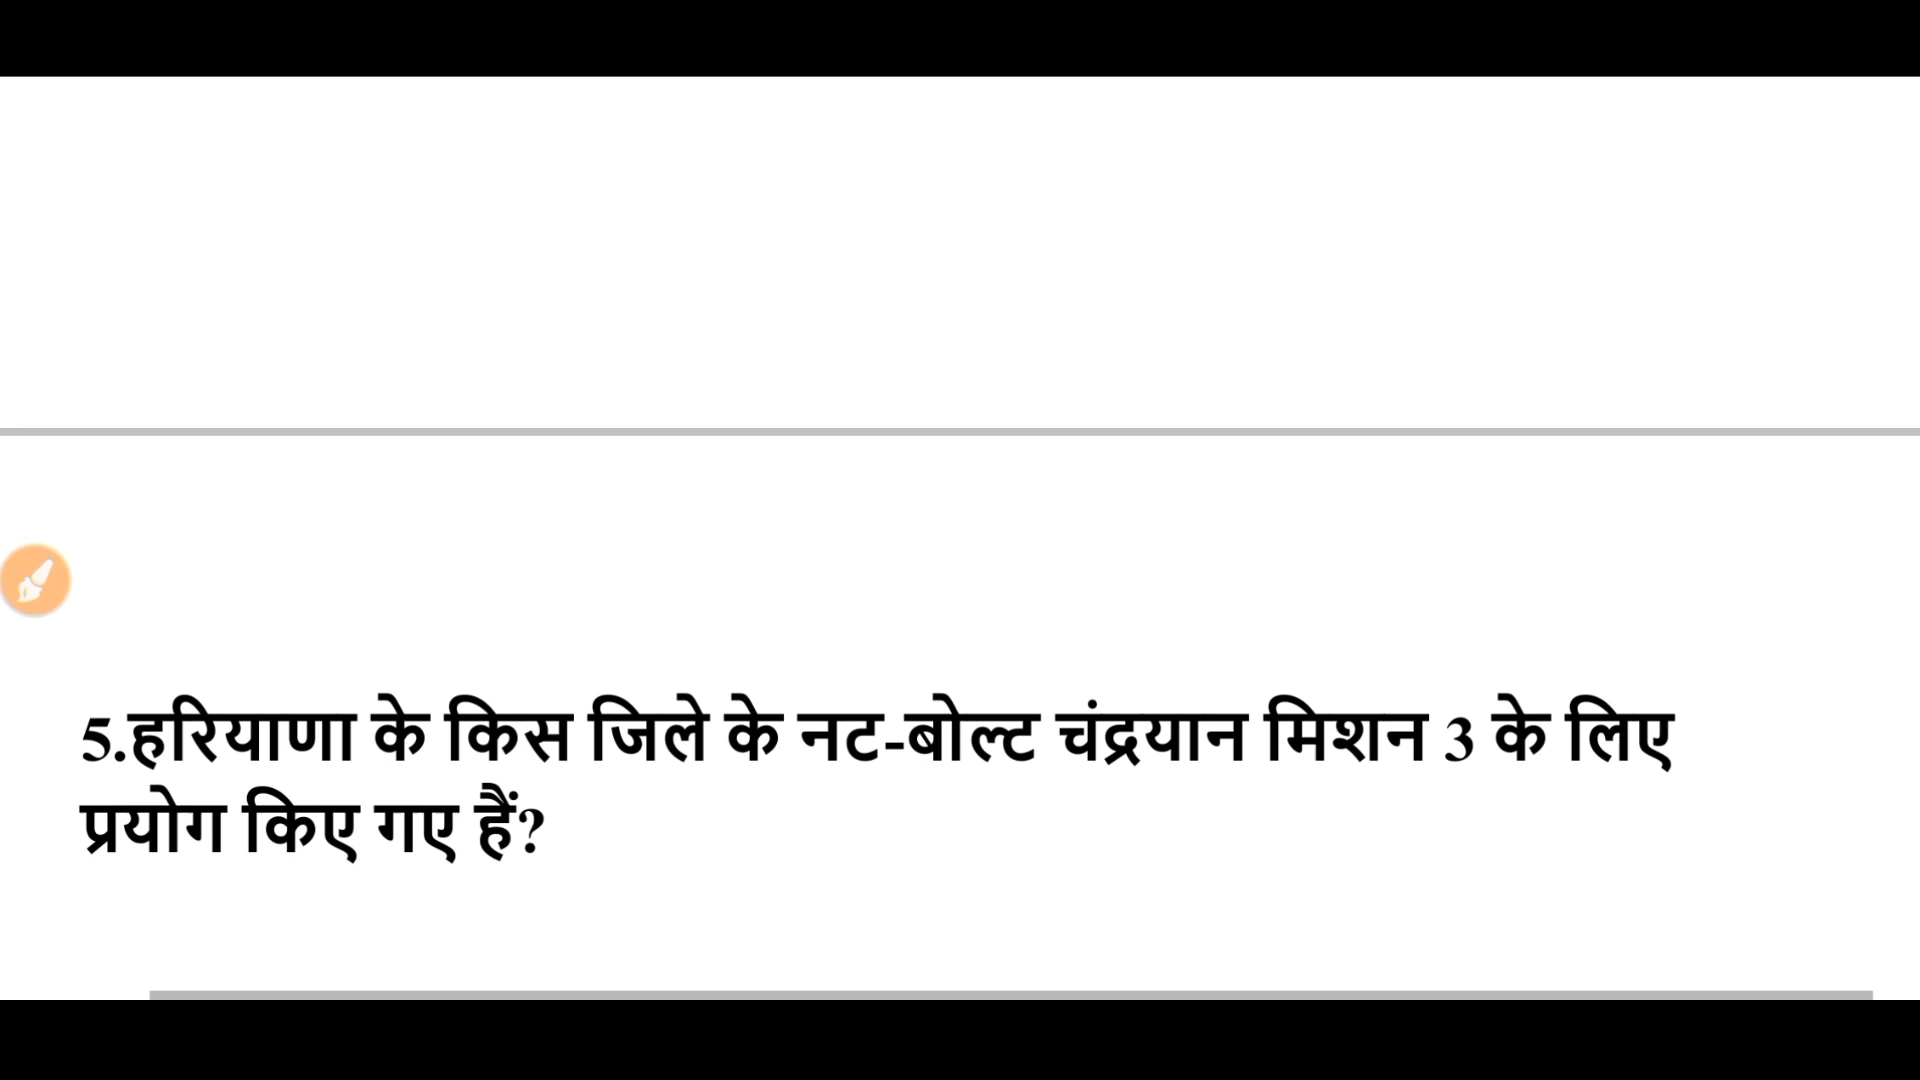 5.हरियाणा के किस जिले के नट-बोल्ट चंद्रयान मिशन 3 के लिए
प्रयोग किए गए हैं?